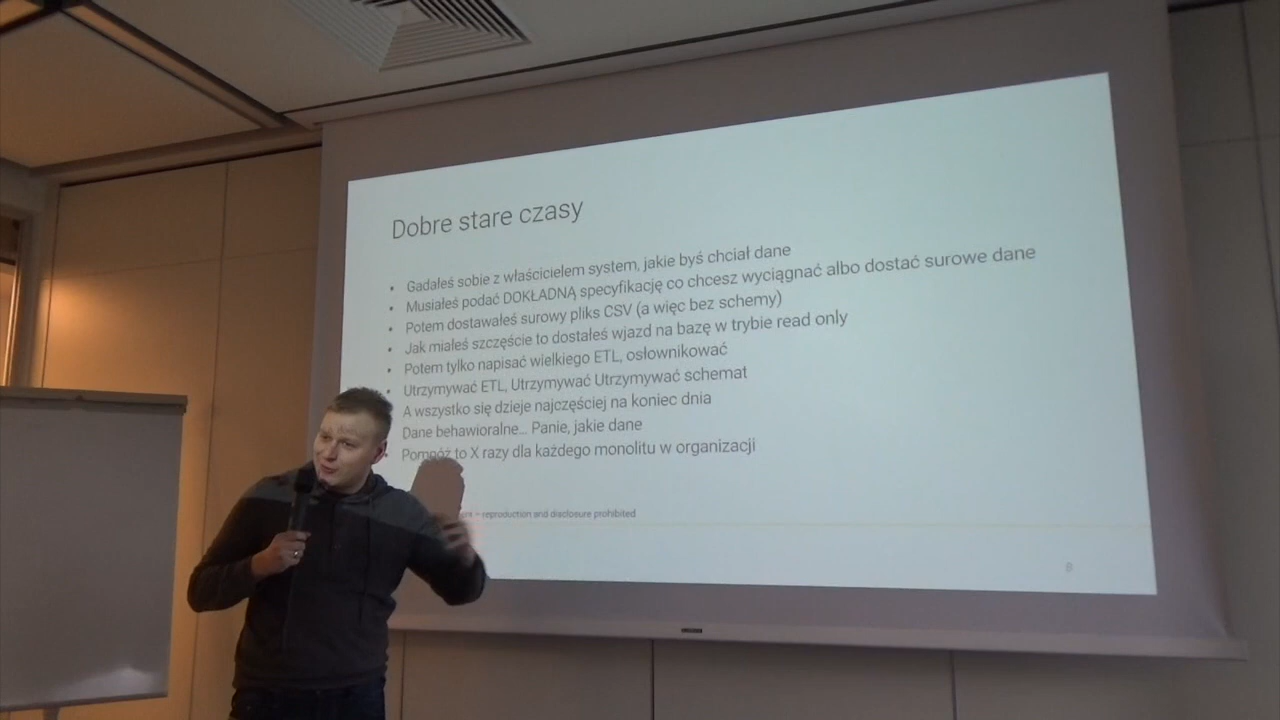 Dobre stare czasy
• Gadałeś sobie z właścicielem system, jakie byś chciał dane
• Musiałeś podać DOKŁADNĄ specyfikację co chcesz wyciągnać albo dostać surowe dane
• Potem dostawałeś surowy pliks CSV (a więc bez schemy)
• Jak miałeś szczęście to dostałeś wjazd na bazę w trybie read only
• Potem tylko napisać wielkiego ETL, osłownikować
• Utrzymywać ETL, Utrzymywać Utrzymywać schemat
A wszystko się dzieje najczęściej na koniec dnia
Dane behawioralne... Panie, jakie dane
Pomnóż to X razy dla każdego monolitu w organizacji
reproduction and disclosure prohibited
8